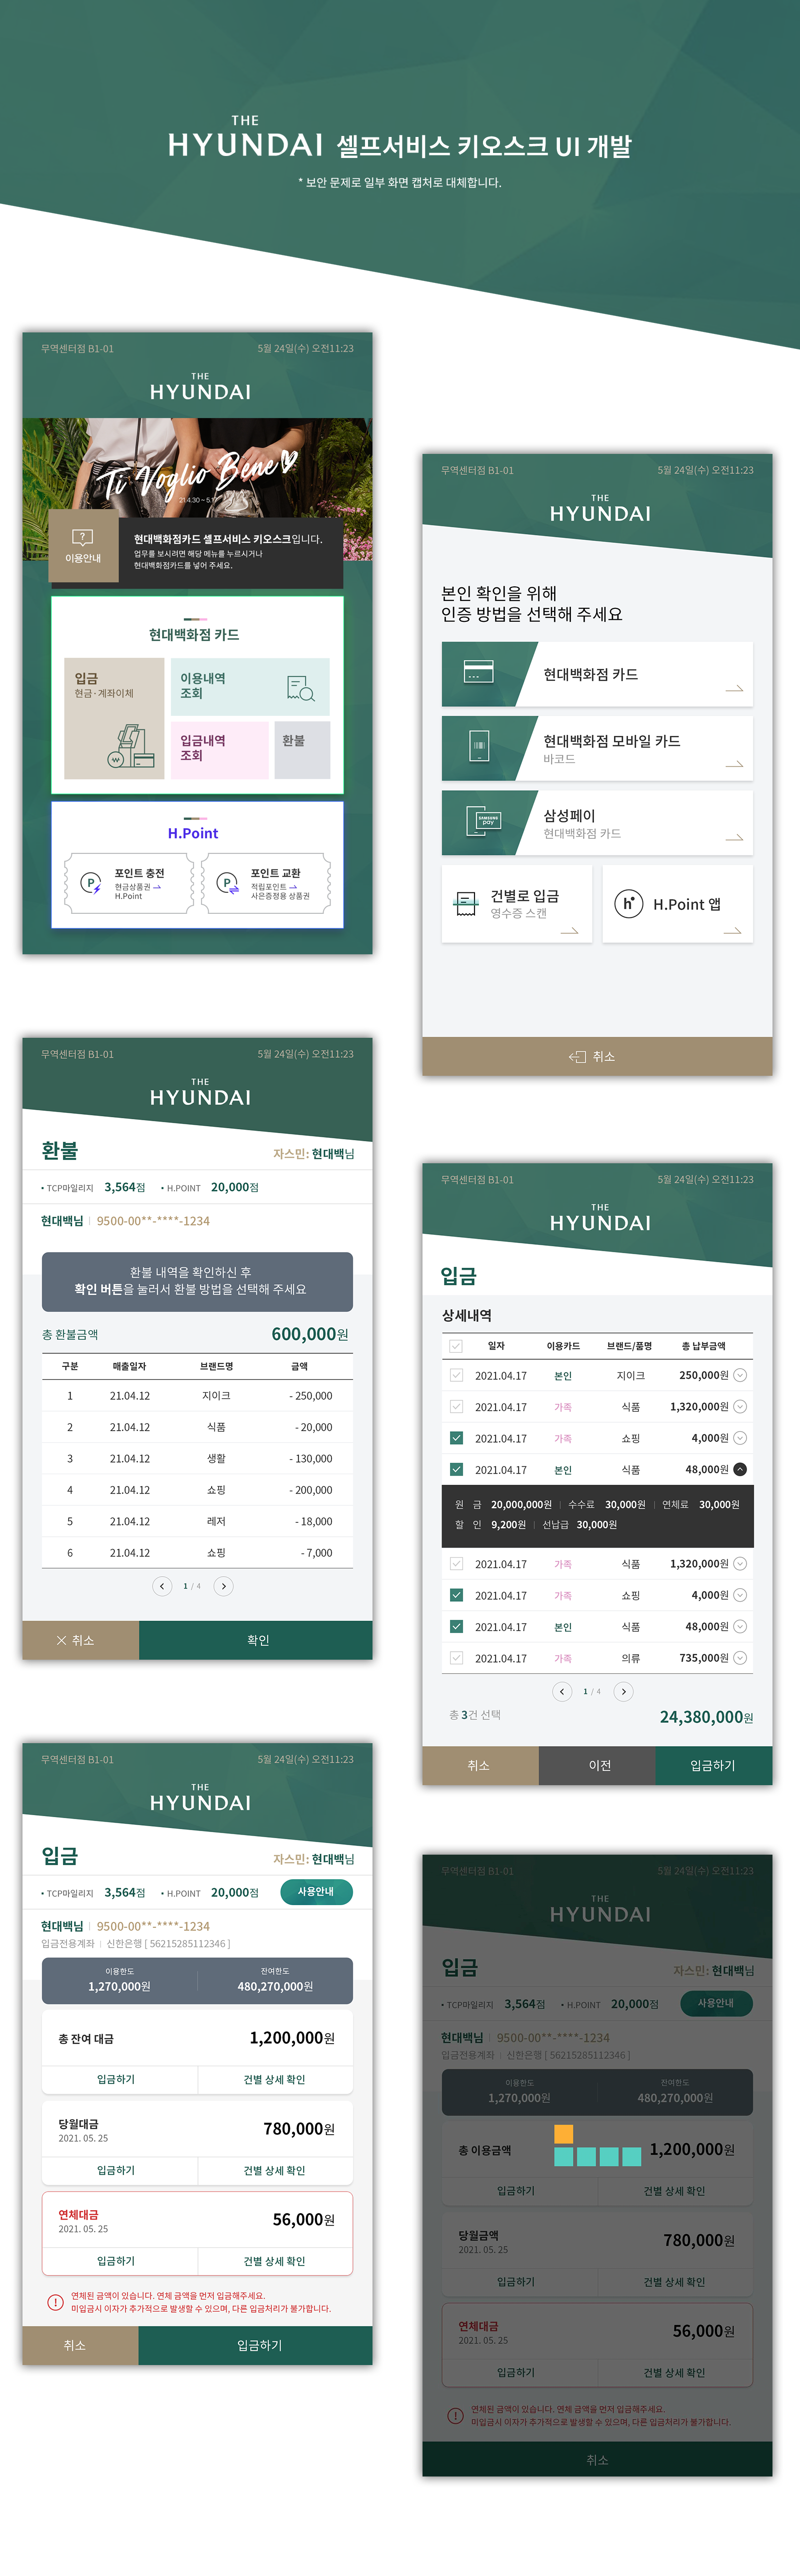 THE
HYUNDAI 셀프서비스 키오스크 UI 개발
* 보안 문제로 일부 화면 캡처로 대체합니다.
무역센터점 B1-01 5월 24일(수) 오전11:23
THE
HYUNDAI
Ti Voglio Bene
21.4.30 ~ 5.17
이용안내
현대백화점카드 셀프서비스 키오스크입니다.
업무를 보시려면 해당 메뉴를 누르시거나
현대백화점카드를 넣어 주세요.
현대백화점 카드
입금
현금·계좌이체
이용내역
조회
입금내역
조회
환불
H.Point
포인트 충전
현금상품권
H.Point
포인트 교환
적립포인트
사은증정용 상품권
무역센터점 B1-01 5월 24일(수) 오전11:23
THE
HYUNDAI
본인 확인을 위해
인증 방법을 선택해 주세요
현대백화점 카드
현대백화점 모바일 카드
바코드
SAMSUNG
pay
삼성페이
현대백화점 카드
건별로 입금
영수증 스캔
h
H.Point 앱
취소
무역센터점 B1-01 5월 24일(수) 오전11:23
THE
HYUNDAI
환불 자스민: 현대백님
• TCP마일리지 3,564점 • H.POINT 20,000점
현대백님 | 9500-00**-****-1234
환불 내역을 확인하신 후
확인 버튼을 눌러서 환불 방법을 선택해 주세요
총 환불금액 600,000원
구분 매출일자 브랜드명 금액
1 21.04.12 지이크 - 250,000
2 21.04.12 식품 - 20,000
3 21.04.12 생활 - 130,000
4 21.04.12 쇼핑 - 200,000
5 21.04.12 레저 - 18,000
6 21.04.12 쇼핑 - 7,000
1 / 4
취소 확인
무역센터점 B1-01 5월 24일(수) 오전11:23
THE
HYUNDAI
입금
상세내역
일자 이용카드 브랜드/품명 총 납부금액
2021.04.17 본인 지이크 250,000원
2021.04.17 가족 식품 1,320,000원
2021.04.17 가족 쇼핑 4,000원
2021.04.17 본인 식품 48,000원
원 금 20,000,000원 | 수수료 30,000원 | 연체료 30,000원
할 인 9,200원 | 선납급 30,000원
2021.04.17 가족 식품 1,320,000원
2021.04.17 가족 쇼핑 4,000원
2021.04.17 본인 식품 48,000원
2021.04.17 가족 의류 735,000원
1 / 4
총 3건 선택 24,380,000원
취소 이전 입금하기
무역센터점 B1-01 5월 24일(수) 오전11:23
THE
HYUNDAI
입금 자스민: 현대백님
• TCP마일리지 3,564점 • H.POINT 20,000점 사용안내
현대백님 | 9500-00**-****-1234
입금전용계좌 | 신한은행 [ 56215285112346 ]
이용한도 잔여한도
1,270,000원 480,270,000원
총 잔여 대금 1,200,000원
입금하기 건별 상세 확인
당월대금 780,000원
2021. 05. 25
입금하기 건별 상세 확인
연체대금 56,000원
2021. 05. 25
입금하기 건별 상세 확인
연체된 금액이 있습니다. 연체 금액을 먼저 입금해주세요.
미입금시 이자가 추가적으로 발생할 수 있으며, 다른 입금처리가 불가합니다.
취소 입금하기
무역센터점 B1-01 5월 24일(수) 오전11:23
THE
HYUNDAI
입금 자스민: 현대백님
• TCP마일리지 3,564점 • H.POINT 20,000점 사용안내
현대백님 | 9500-00**-****-1234
입금전용계좌 | 신한은행 [ 56215285112346 ]
이용한도 잔여한도
1,270,000원 480,270,000원
총 이용금액 1,200,000원
입금하기 건별 상세 확인
당월금액 780,000원
2021. 05. 25
입금하기 건별 상세 확인
연체대금 56,000원
2021. 05. 25
입금하기 건별 상세 확인
연체된 금액이 있습니다. 연체 금액을 먼저 입금해주세요.
미입금시 이자가 추가적으로 발생할 수 있으며, 다른 입금처리가 불가합니다.
취소